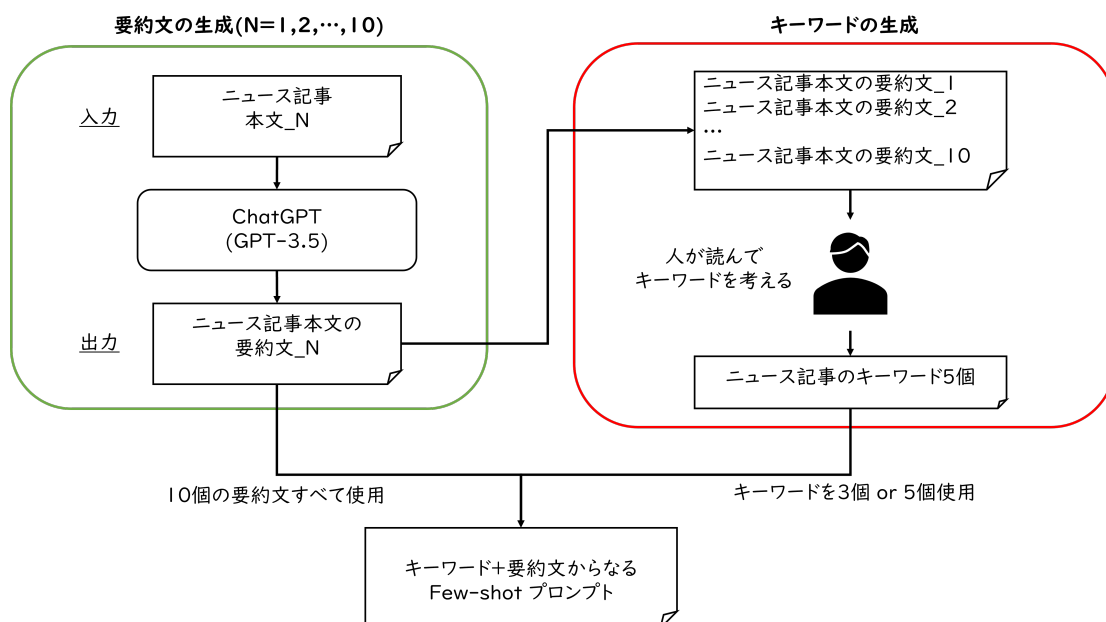 要約文の生成(N=1,2,…,10)
入力
ニュース記事
本文_N
ChatGPT
(GPT-3.5)
出力
ニュース記事本文の
要約文_N
キーワードの生成
ニュース記事本文の要約文_1
ニュース記事本文の要約文_2
…
ニュース記事本文の要約文_10
人が読んで
キーワードを考える
ニュース記事のキーワード5個
10個の要約文すべて使用
キーワードを3個 or 5個使用
キーワード+要約文からなる
Few-shot プロンプト